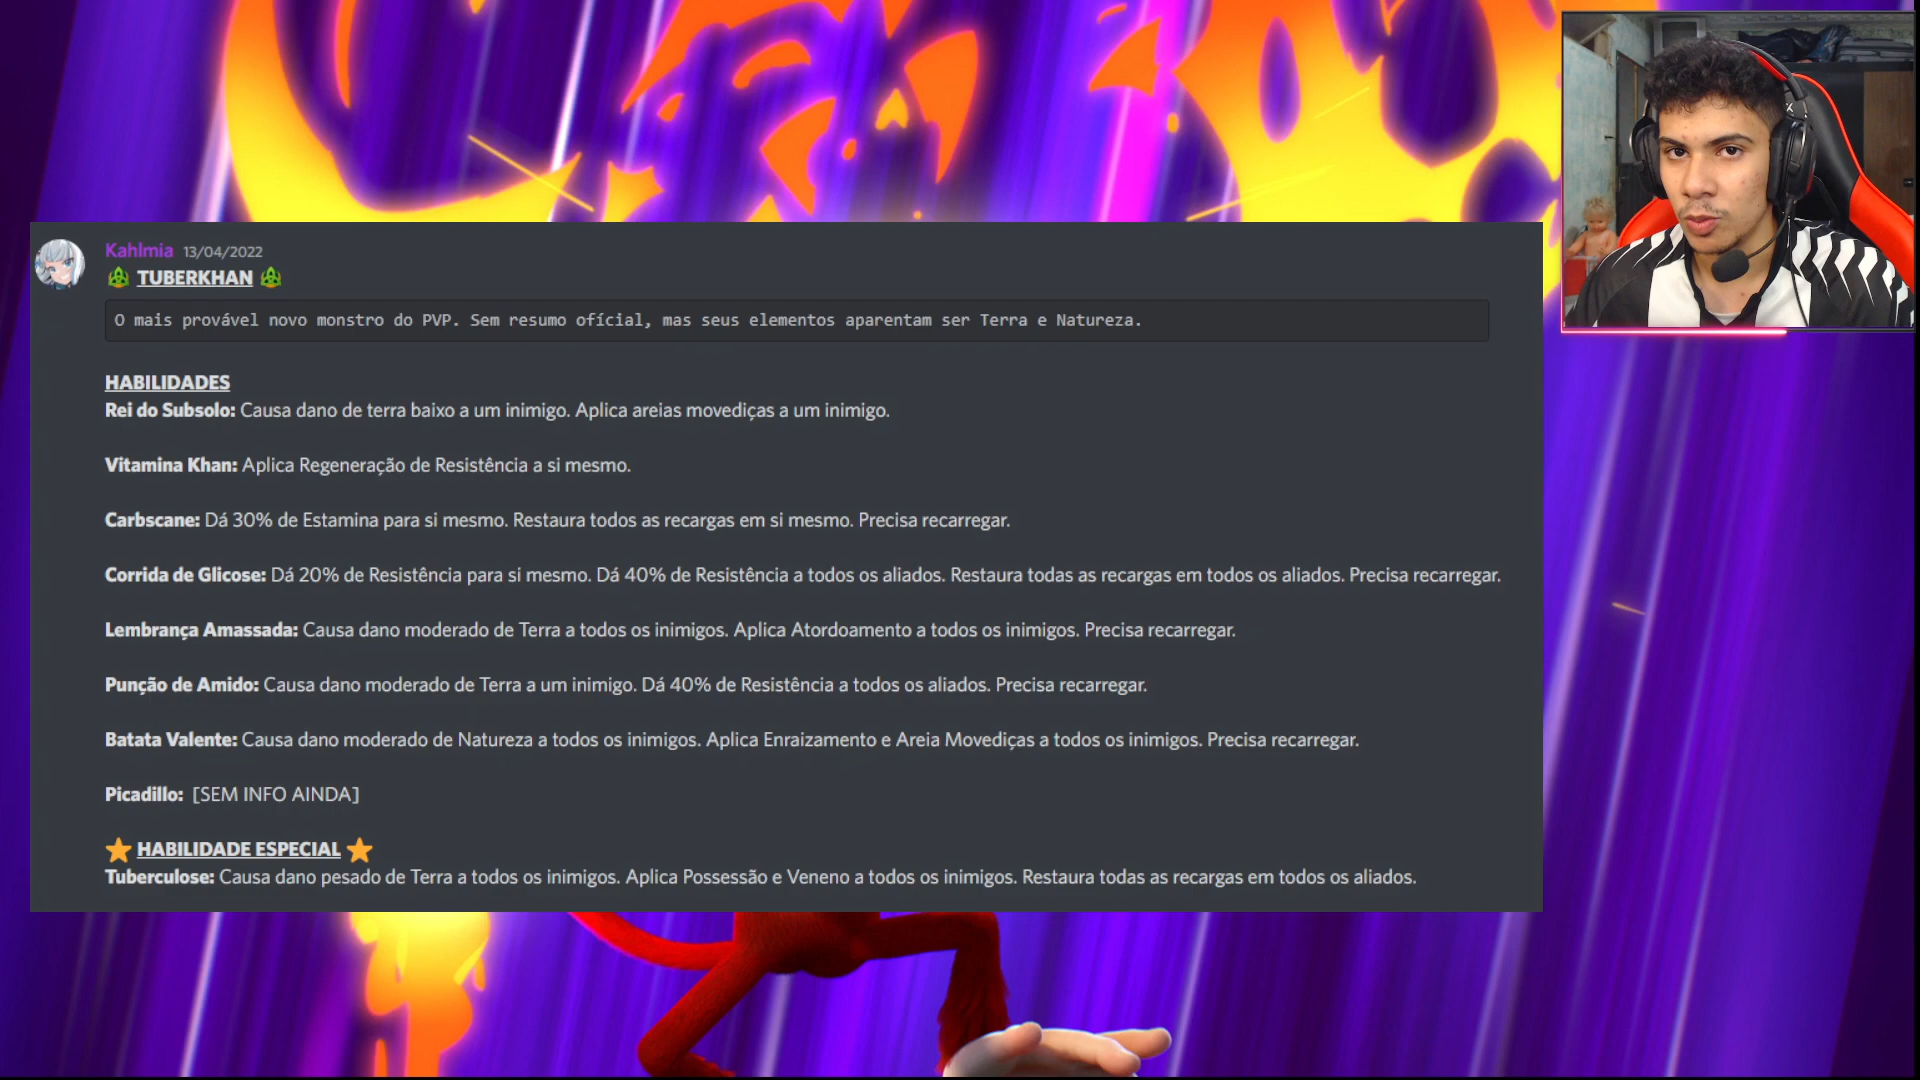 Kahlmia 13/04/2022
TUBERKHAN
O mais provável novo monstro do PVP. Sem resumo ofícial, mas seus elementos aparentam ser Terra e Natureza.
HABILIDADES
Rei do Subsolo: Causa dano de terra baixo a um inimigo. Aplica areias movediças a um inimigo.
Vitamina Khan: Aplica Regeneração de Resistência a si mesmo.
Carbscane: Dá 30% de Estamina para si mesmo. Restaura todos as recargas em si mesmo. Precisa recarregar.
Corrida de Glicose: Dá 20% de Resistência para si mesmo. Dá 40% de Resistência a todos os aliados. Restaura todas as recargas em todos os aliados. Precisa recarregar.
Lembrança Amassada: Causa dano moderado de Terra a todos os inimigos. Aplica Atordoamento a todos os inimigos. Precisa recarregar.
Punção de Amido: Causa dano moderado de Terra a um inimigo. Dá 40% de Resistência a todos os aliados. Precisa recarregar.
Batata Valente: Causa dano moderado de Natureza a todos os inimigos. Aplica Enraizamento e Areia Movediças a todos os inimigos. Precisa recarregar.
Picadillo: [SEM INFO AINDA]
HABILIDADE ESPECIAL
Tuberculose: Causa dano pesado de Terra a todos os inimigos. Aplica Possessão e Veneno a todos os inimigos. Restaura todas as recargas em todos os aliados.